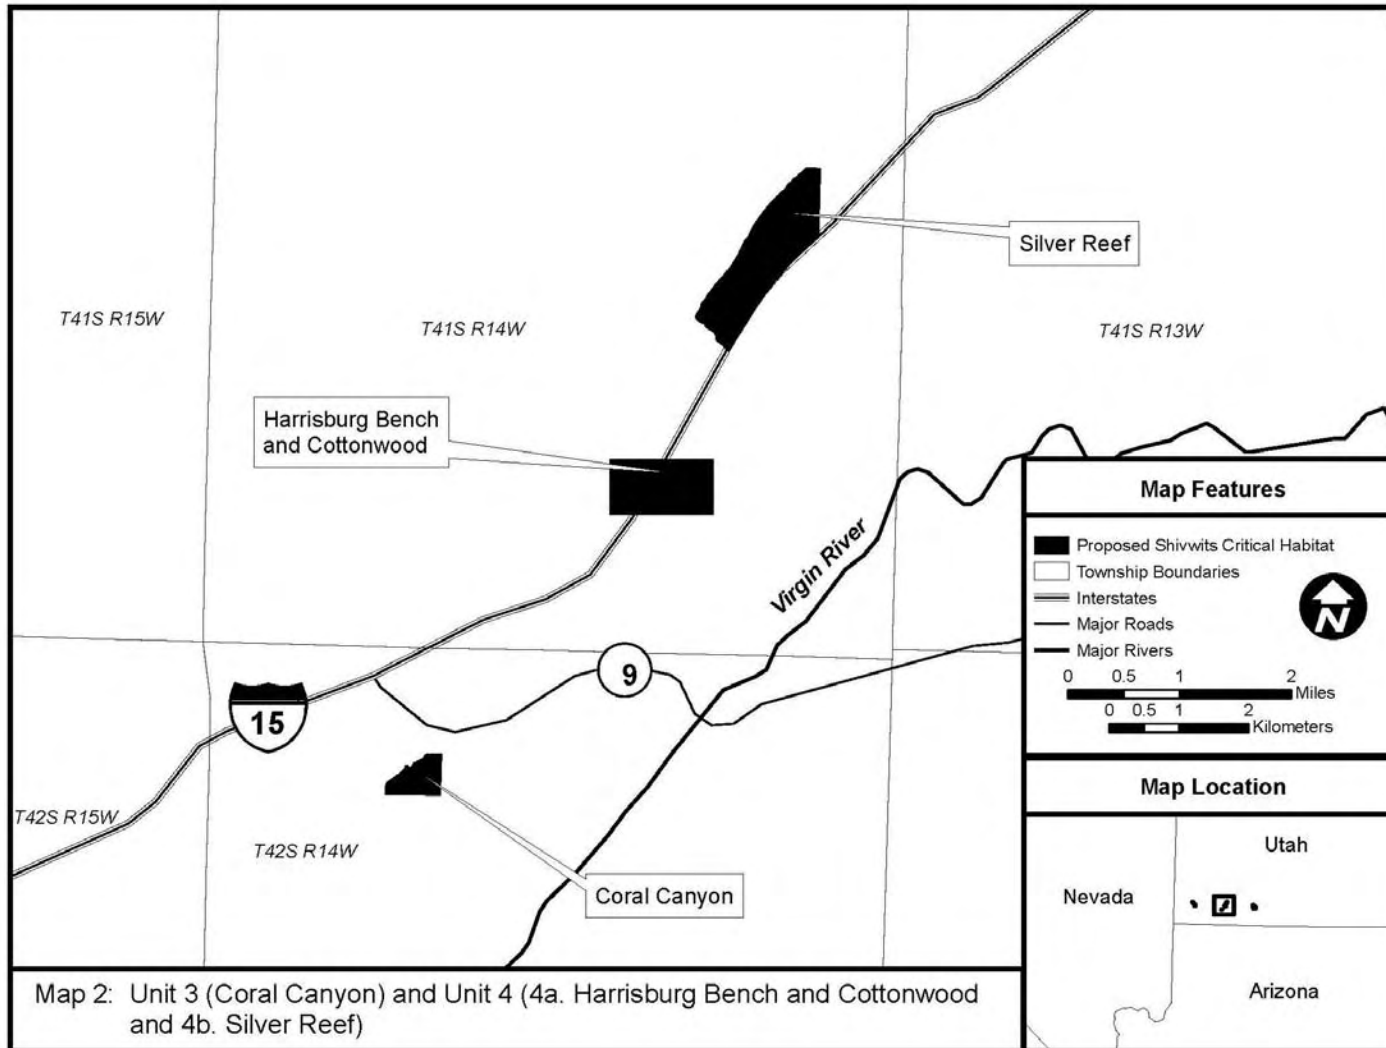 Silver Reef
T41S R15W
T41S R14W
T41S R13W
Harrisburg Bench
and Cottonwood
Virgin River
9
15
T42S R15W
T42S R14W
Coral Canyon
Map Features
Proposed Shivwits Critical Habitat
Township Boundaries
Interstates
Major Roads
Major Rivers
N
0 0.5 1 2
Miles
0 0.5 1 2
Kilometers
Map Location
Utah
Nevada
Arizona
Map 2: Unit 3 (Coral Canyon) and Unit 4 (4a. Harrisburg Bench and Cottonwood
and 4b. Silver Reef)